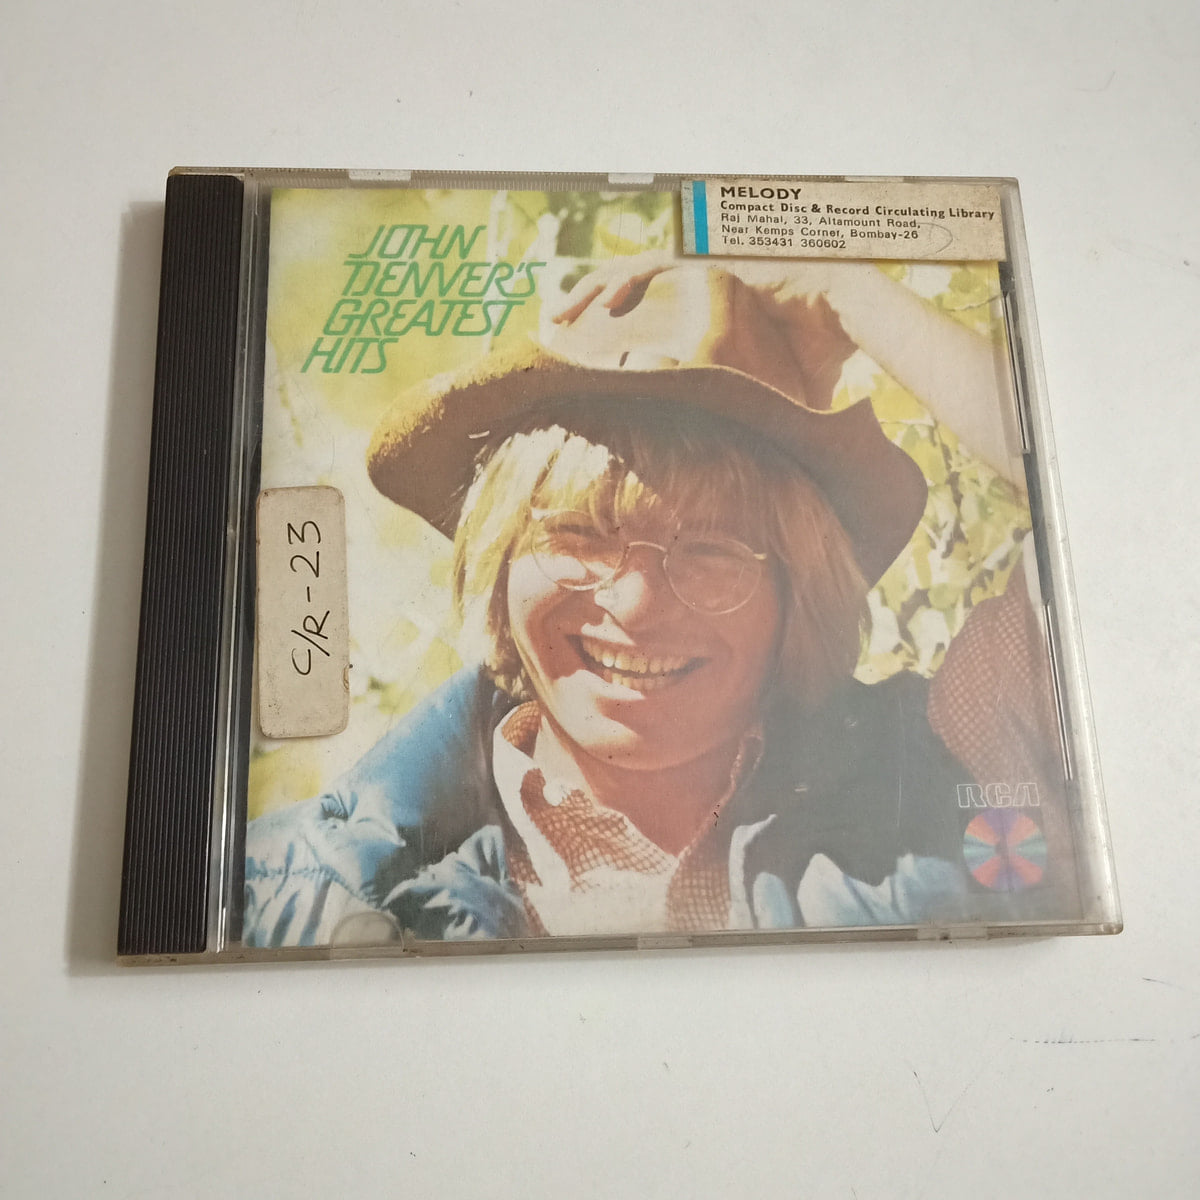 JOHN
DENVER'S
GREATEST
HITS
MELODY
Compact Disc & Record Circulating Library
Raj Mahal, 33, Altamount Road,
Near Kemps Corner, Bombay-26
Tel. 353431 360602
C/R-23
RCA